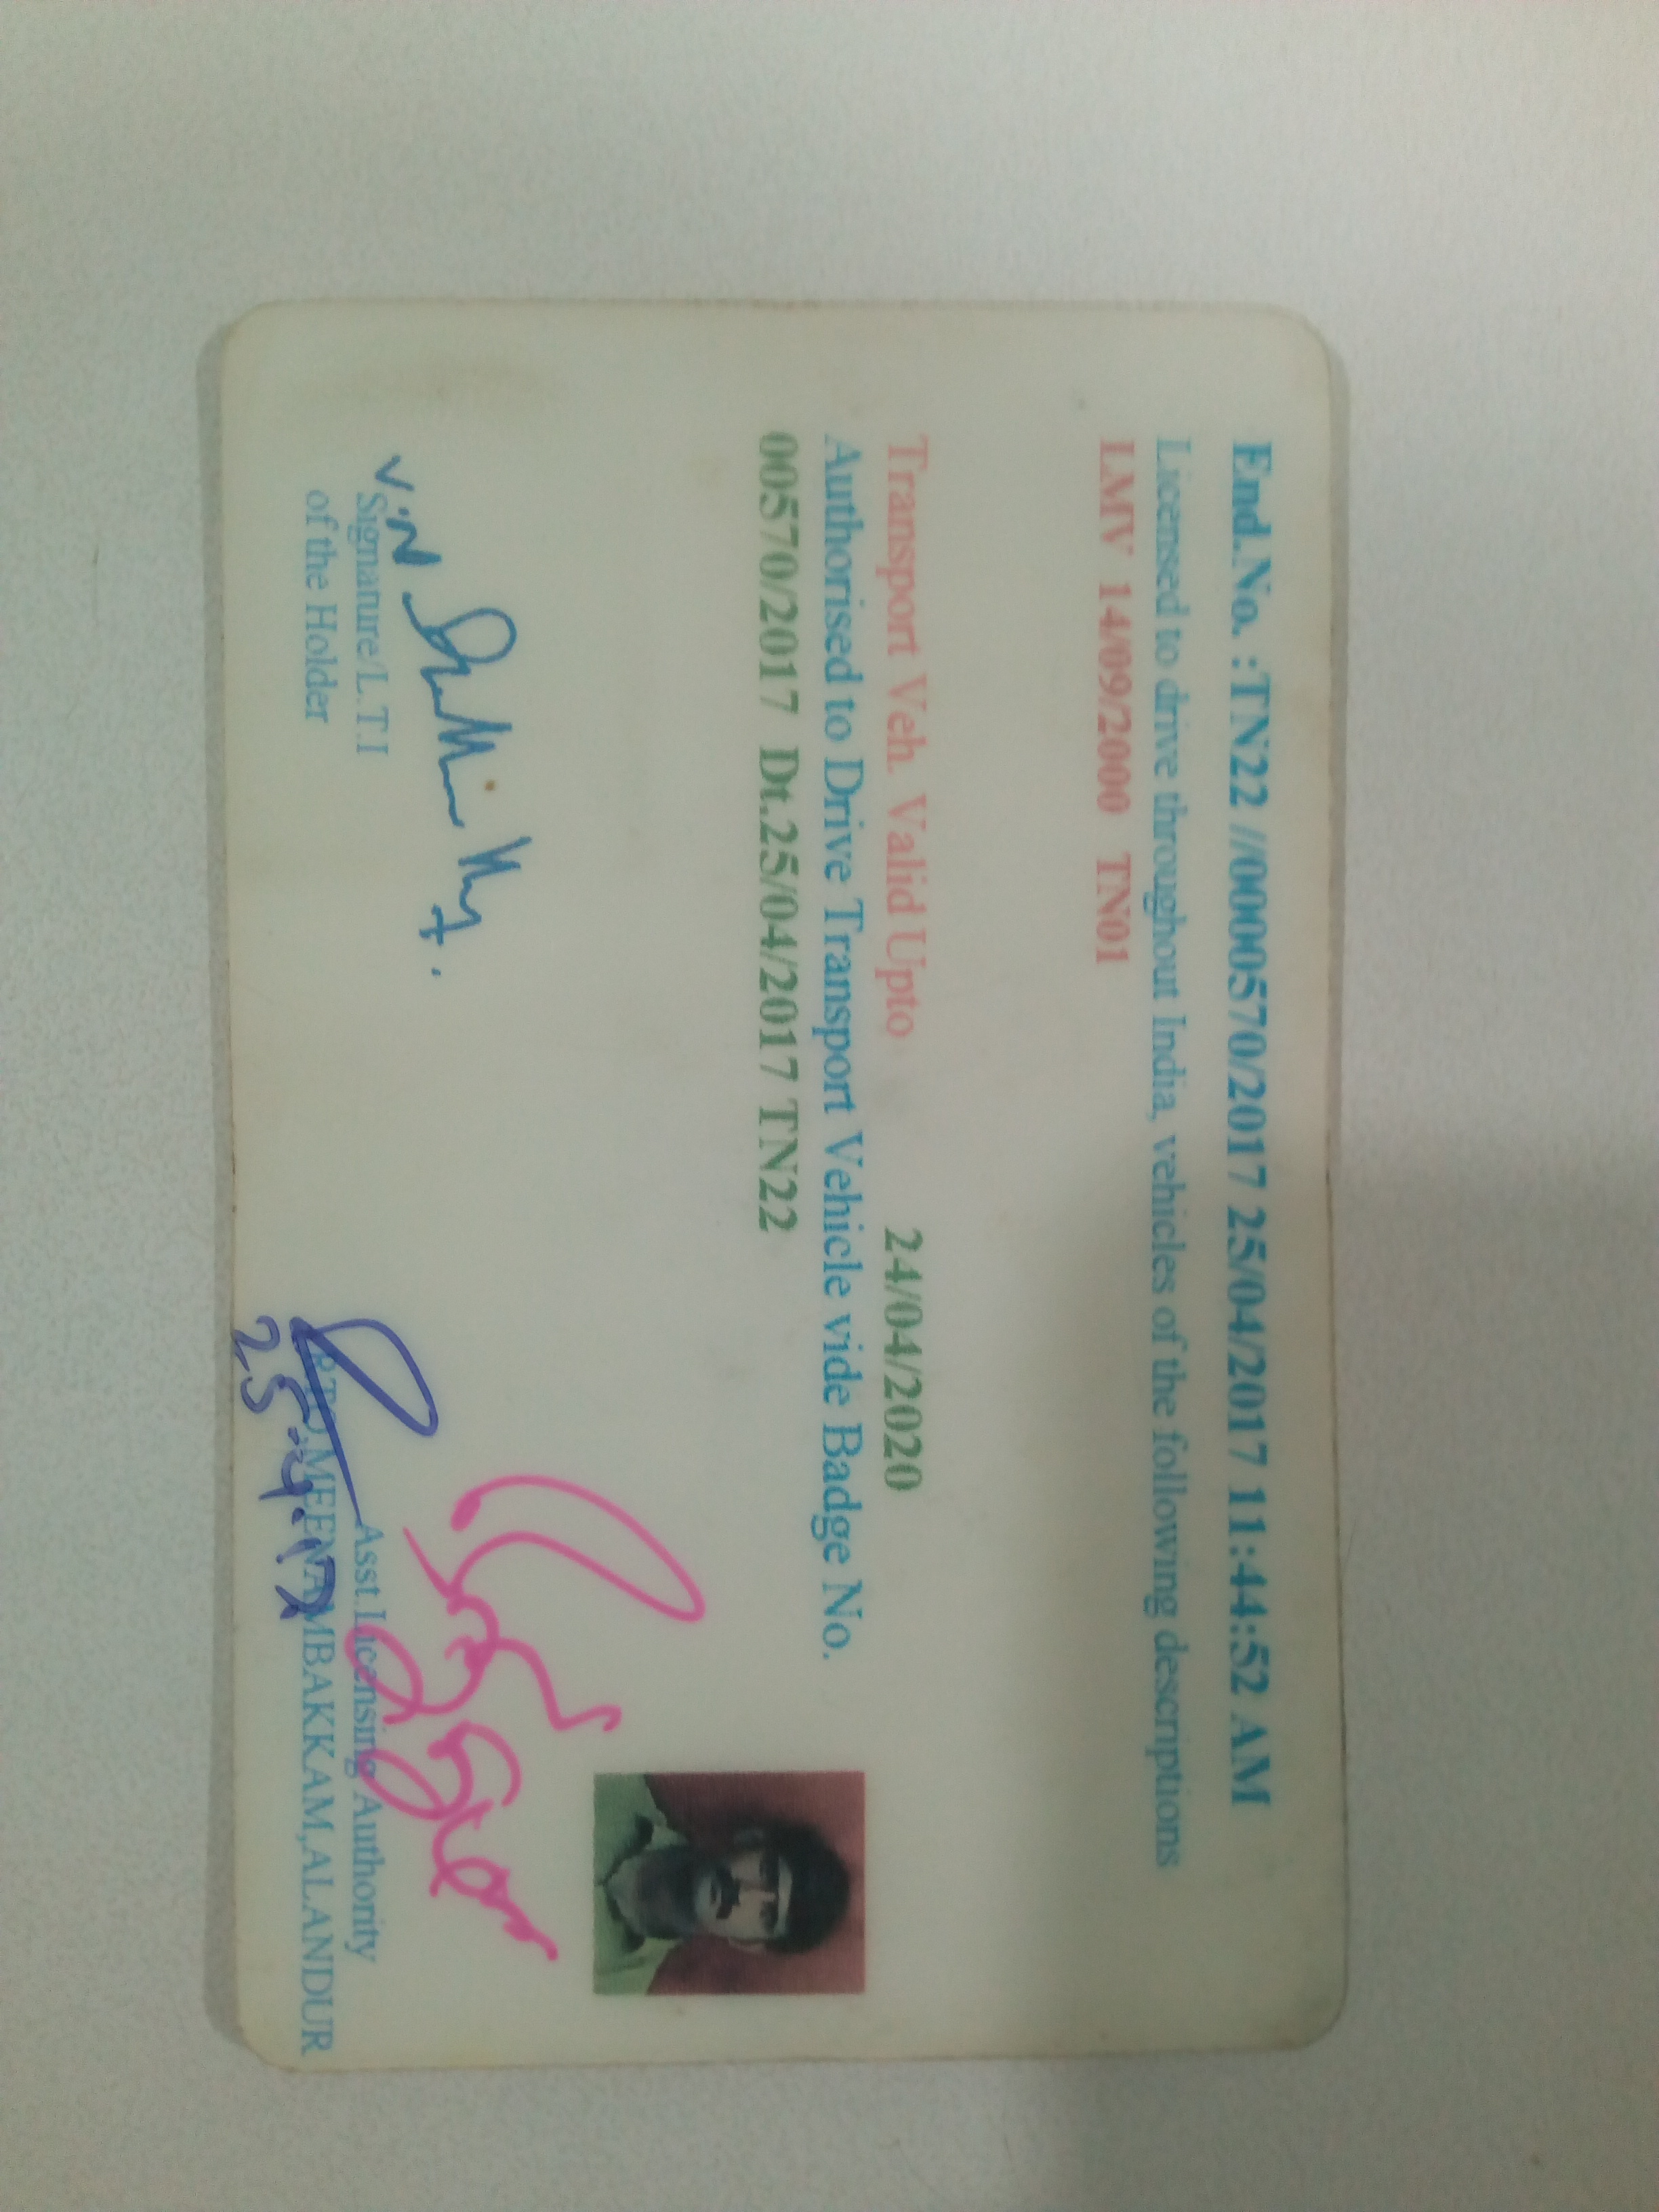 End.No. :TN22 //0000570/2017 25/04/2017 11:44:52 AM
Licensed to drive throughout India, vehicles of the following descriptions
LMV 14/09/2000 TN01
Transport Veh. Valid Upto 24/04/2020
Authorised to Drive Transport Vehicle vide Badge No.
00570/2017 Dt.25/04/2017 TN22
V.N
Signature/L.T.I
of the Holder
Asst.Licensing Authority
RTO,MEENAMBAKKAM,ALANDUR
25.4.17